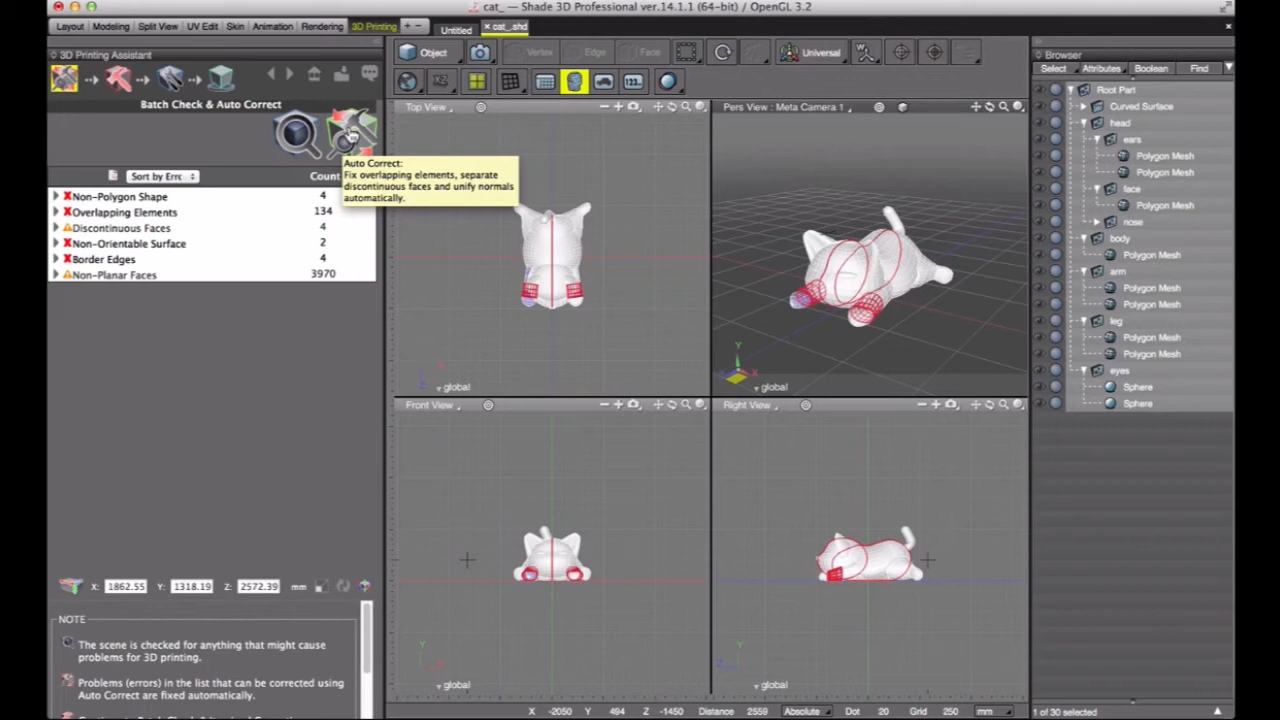 cat_ — Shade 3D Professional ver.14.1.1 (64-bit) / OpenGL 3.2
Layout Modeling Split View UV Edit Skin Animation Rendering 3D Printing + −
Untitled × cat_.shd
3D Printing Assistant
Batch Check & Auto Correct
Auto Correct:
Fix overlapping elements, separate
discontinuous faces and unify normals
automatically.
Sort by Errc Count
Non-Polygon Shape 4
Overlapping Elements 134
Discontinuous Faces 4
Non-Orientable Surface 2
Border Edges 4
Non-Planar Faces 3970
X: 1862.55 Y: 1318.19 Z: 2572.39 mm
NOTE
The scene is checked for anything that might cause
problems for 3D printing.
Problems (errors) in the list that can be corrected using
Auto Correct are fixed automatically.
Object Vertex Edge Face Universal
XZ
Top View
Pers View : Meta Camera 1
global
global
Front View
Right View
global
global
X -2050 Y 494 Z -1450 Distance 2559 Absolute Dot 20 Grid 250 mm
Browser
Select Attributes Boolean Find
Root Part
Curved Surface
head
ears
Polygon Mesh
Polygon Mesh
face
Polygon Mesh
nose
body
Polygon Mesh
arm
Polygon Mesh
Polygon Mesh
leg
Polygon Mesh
Polygon Mesh
eyes
Sphere
Sphere
1 of 30 selected